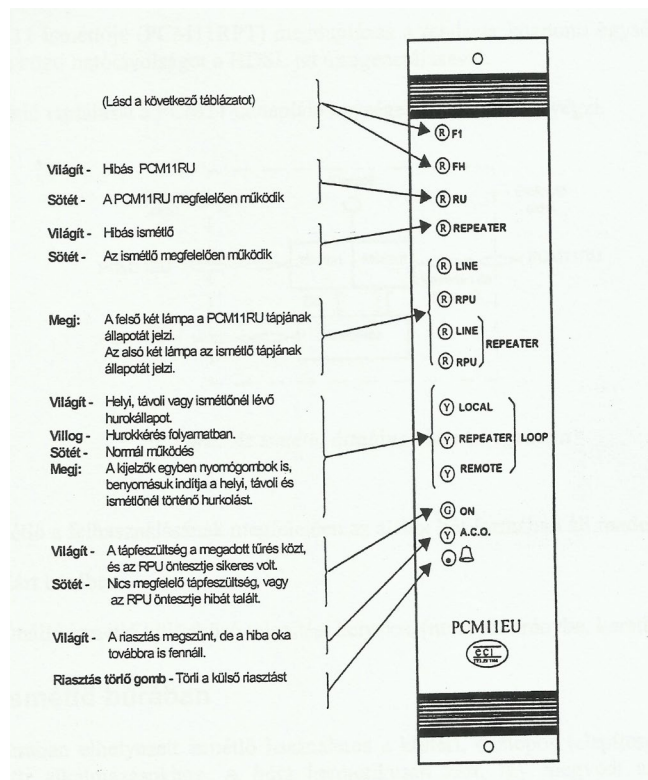 (Lásd a következő táblázatot)
Világít - Hibás PCM11RU
Sötét - A PCM11RU megfelelően működik
Világít - Hibás ismétlő
Sötét - Az ismétlő megfelelően működik
Megj: A felső két lámpa a PCM11RU tápjának
állapotát jelzi.
Az alsó két lámpa az ismétlő tápjának
állapotát jelzi.
Világít - Helyi, távoli vagy ismétlőnél lévő
hurokállapot.
Villog - Hurokkérés folyamatban.
Sötét - Normál működés
Megj: A kijelzők egyben nyomógombok is,
benyomásuk indítja a helyi, távoli és
ismétlőnél történő hurkolást.
Világít - A tápfeszültség a megadott tűrés közt,
és az RPU öntesztje sikeres volt.
Sötét - Nics megfelelő tápfeszültség, vagy
az RPU öntesztje hibát talált.
Világít - A riasztás megszűnt, de a hiba oka
továbbra is fennáll.
Riasztás törlő gomb - Törli a külső riasztást
R F1
R FH
R RU
R REPEATER
R LINE
R RPU
R LINE
R RPU
REPEATER
Y LOCAL
Y REPEATER
Y REMOTE
LOOP
G ON
Y A.C.O.
PCM11EU
eci